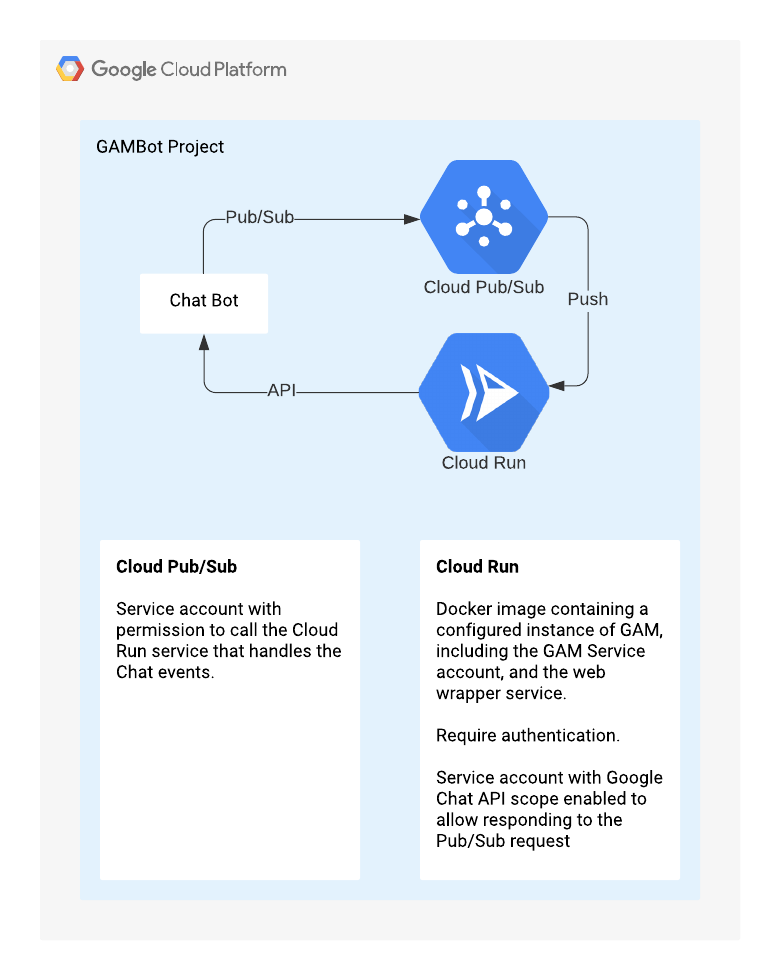 Google Cloud Platform
GAMBot Project
Pub/Sub
Cloud Pub/Sub
Chat Bot
Push
API
Cloud Run
Cloud Pub/Sub
Service account with
permission to call the Cloud
Run service that handles the
Chat events.
Cloud Run
Docker image containing a
configured instance of GAM,
including the GAM Service
account, and the web
wrapper service.
Require authentication.
Service account with Google
Chat API scope enabled to
allow responding to the
Pub/Sub request